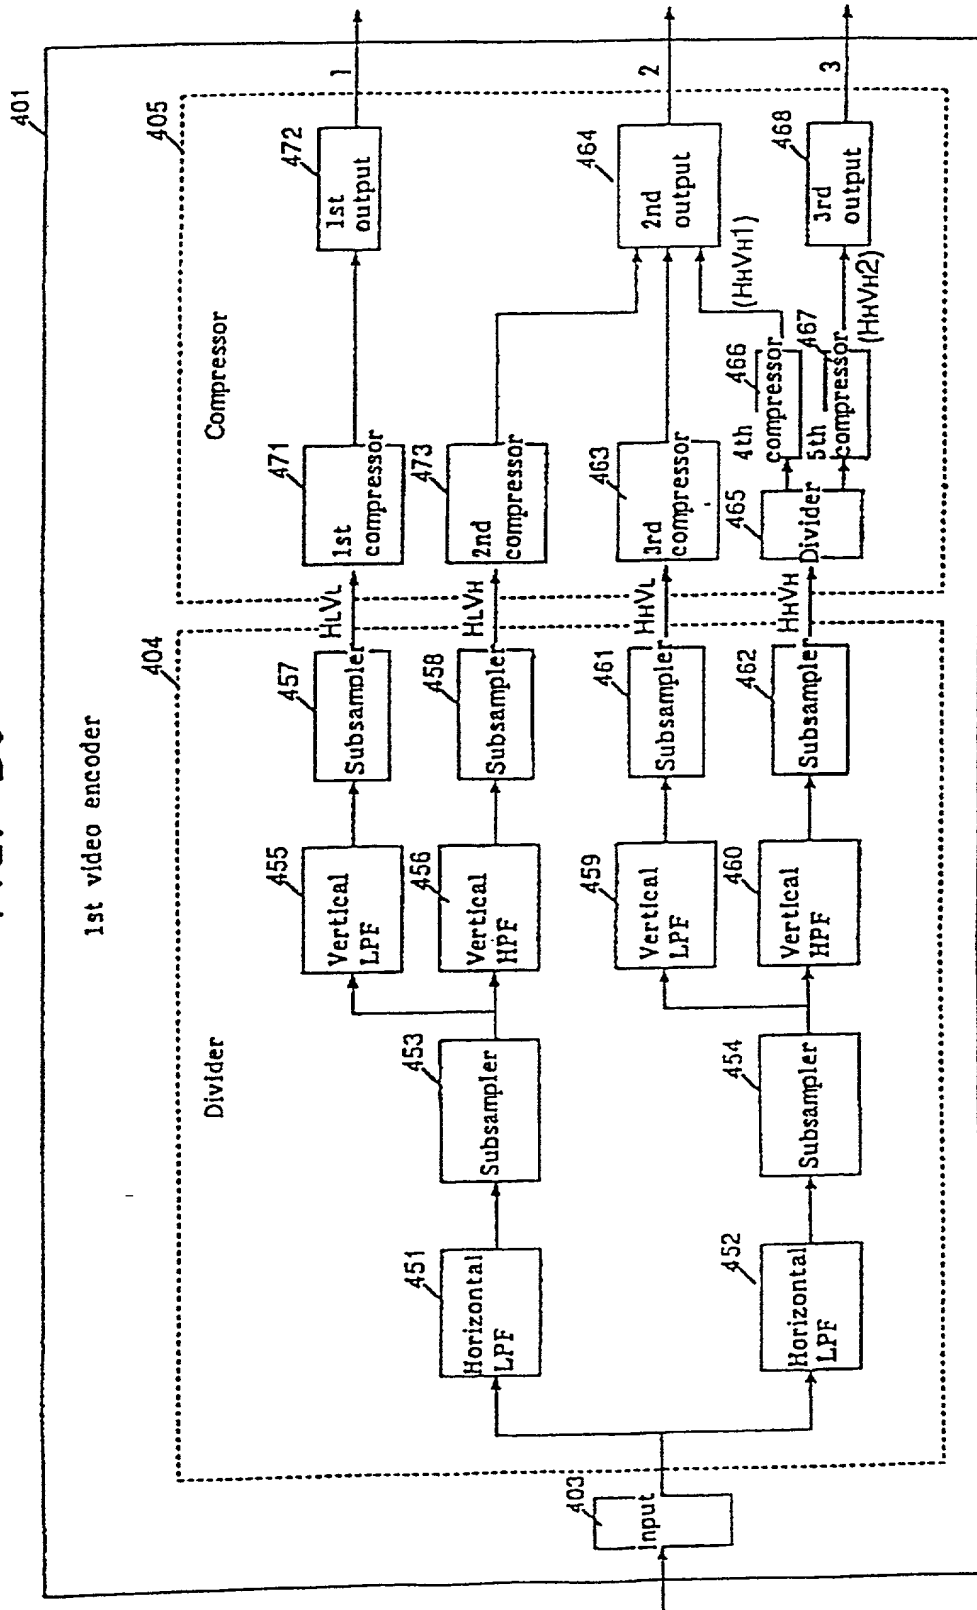 401
1st video encoder
404
Divider
405
Compressor
403
Input
451
Horizontal
LPF
453
Subsampler
455
Vertical
LPF
457
Subsampler
HLVL
471
1st
compressor
472
1st
output
1
456
Vertical
HPF
458
Subsampler
HLVH
473
2nd
compressor
452
Horizontal
LPF
454
Subsampler
459
Vertical
LPF
461
Subsampler
HHVL
463
3rd
compressor
464
2nd
output
2
460
Vertical
HPF
462
Subsampler
HHVH
465
Divider
466
4th
compressor
(HHVH1)
467
5th
compressor
(HHVH2)
468
3rd
output
3